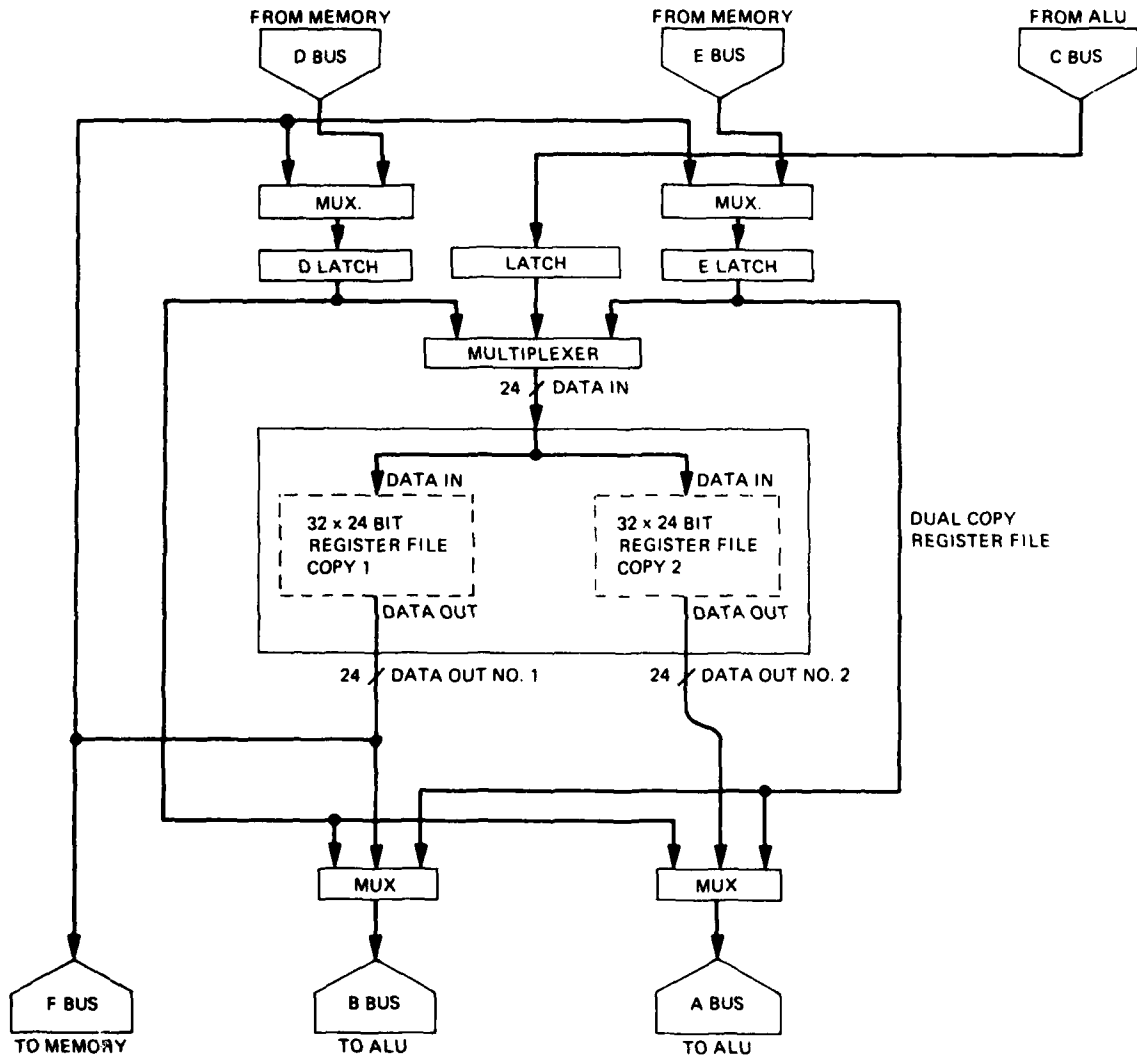 FROM MEMORY
FROM MEMORY
FROM ALU
D BUS
E BUS
C BUS
MUX.
MUX.
D LATCH
LATCH
E LATCH
MULTIPLEXER
24 DATA IN
DATA IN
DATA IN
32 x 24 BIT
REGISTER FILE
COPY 1
32 x 24 BIT
REGISTER FILE
COPY 2
DUAL COPY
REGISTER FILE
DATA OUT
DATA OUT
24 DATA OUT NO. 1
24 DATA OUT NO. 2
MUX
MUX
F BUS
B BUS
A BUS
TO MEMORY
TO ALU
TO ALU